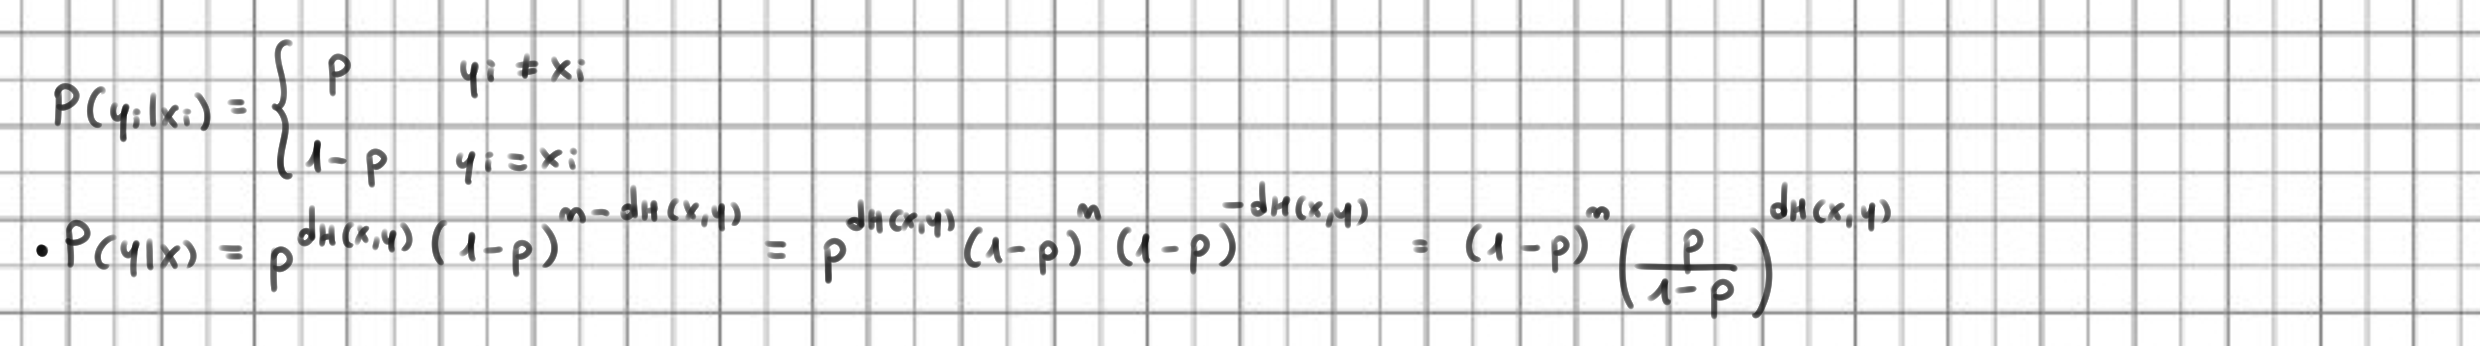 P(yi|xi) = { p    yi ≠ xi
1-p    yi = xi
• P(y|x) = p^{dH(x,y)} (1-p)^{n-dH(x,y)} = p^{dH(x,y)} (1-p)^n (1-p)^{-dH(x,y)} = (1-p)^n (p/(1-p))^{dH(x,y)}